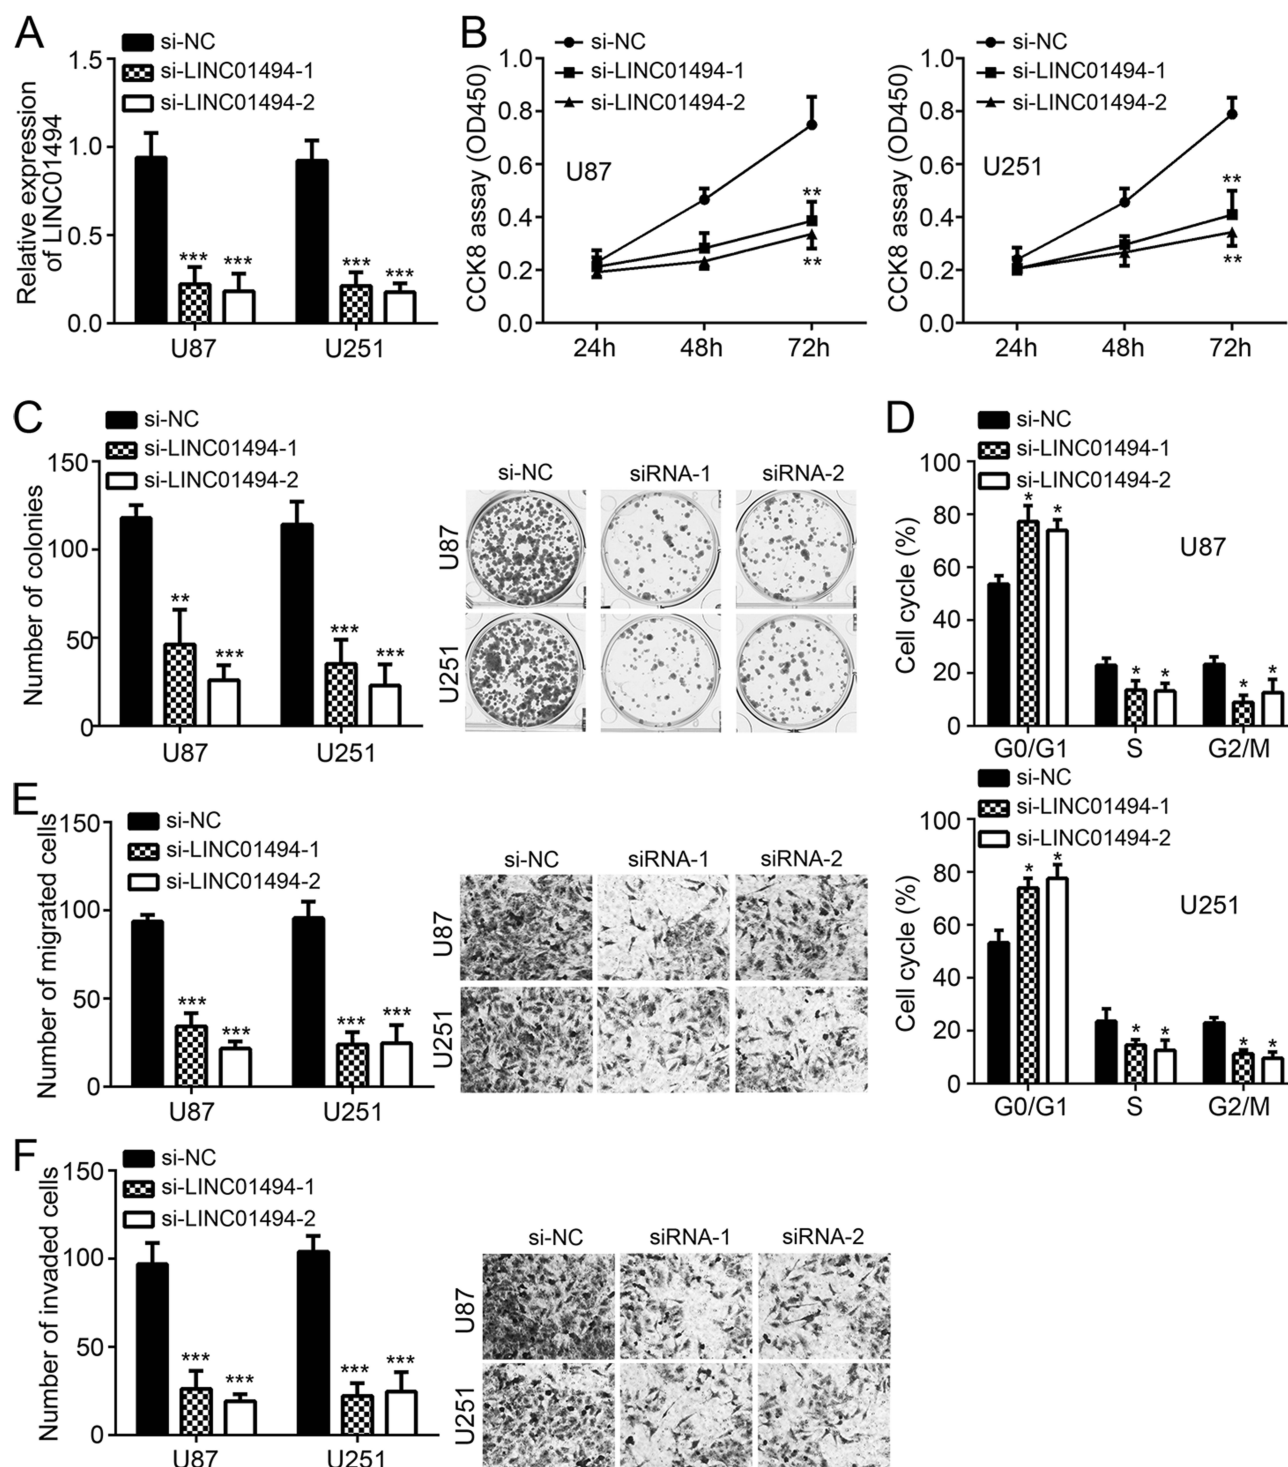 A
si-NC
si-LINC01494-1
si-LINC01494-2
Relative expression
of LINC01494
1.5
1.0
0.5
0.0
*** *** *** ***
U87 U251
B
si-NC
si-LINC01494-1
si-LINC01494-2
CCK8 assay (OD450)
1.0
0.8
0.6
0.4
0.2
0.0
U87
**
**
24h 48h 72h
si-NC
si-LINC01494-1
si-LINC01494-2
CCK8 assay (OD450)
1.0
0.8
0.6
0.4
0.2
0.0
U251
**
**
24h 48h 72h
C
si-NC
si-LINC01494-1
si-LINC01494-2
Number of colonies
150
100
50
0
** *** *** ***
U87 U251
si-NC siRNA-1 siRNA-2
U87
U251
D
si-NC
si-LINC01494-1
si-LINC01494-2
Cell cycle (%)
100
80
60
40
20
0
* * * * * *
U87
G0/G1 S G2/M
si-NC
si-LINC01494-1
si-LINC01494-2
Cell cycle (%)
100
80
60
40
20
0
* * * * * *
U251
G0/G1 S G2/M
E
si-NC
si-LINC01494-1
si-LINC01494-2
Number of migrated cells
150
100
50
0
*** *** *** ***
U87 U251
si-NC siRNA-1 siRNA-2
U87
U251
F
si-NC
si-LINC01494-1
si-LINC01494-2
Number of invaded cells
150
100
50
0
*** *** *** ***
U87 U251
si-NC siRNA-1 siRNA-2
U87
U251